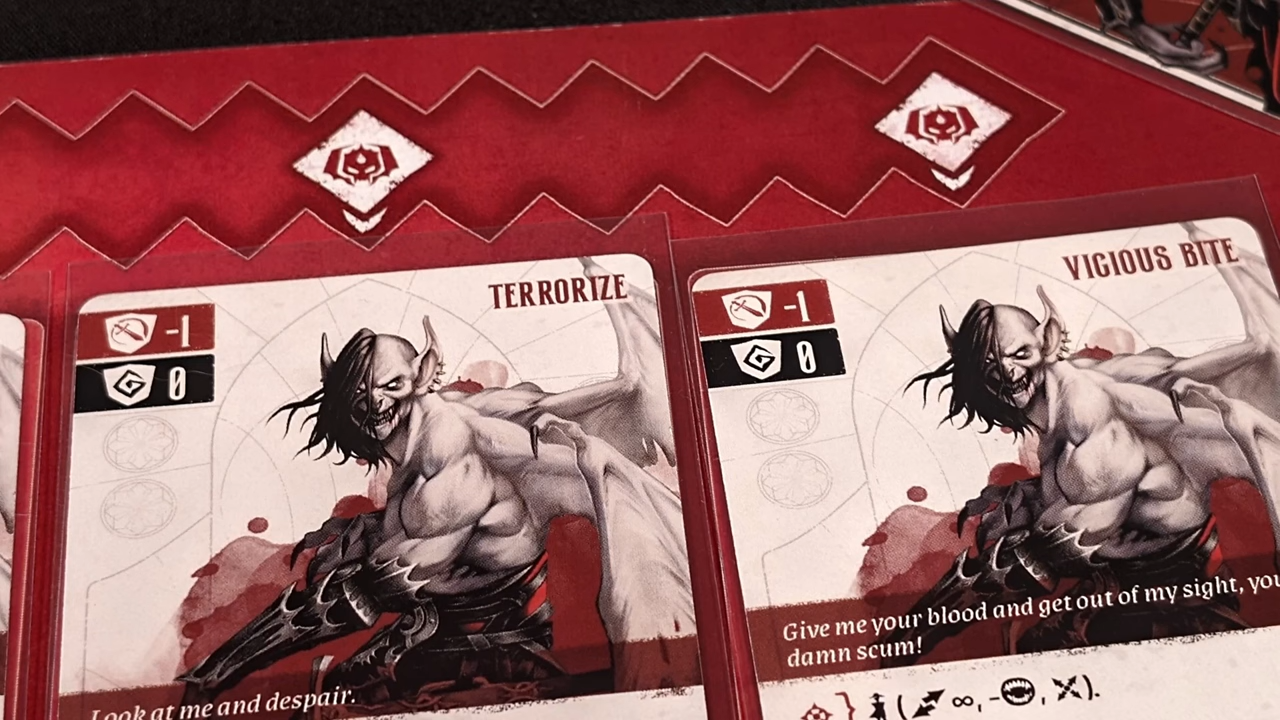 TERRORIZE
-1
0
Look at me and despair.
VICIOUS BITE
-1
0
Give me your blood and get out of my sight, you
damn scum!
( ∞, - , ).